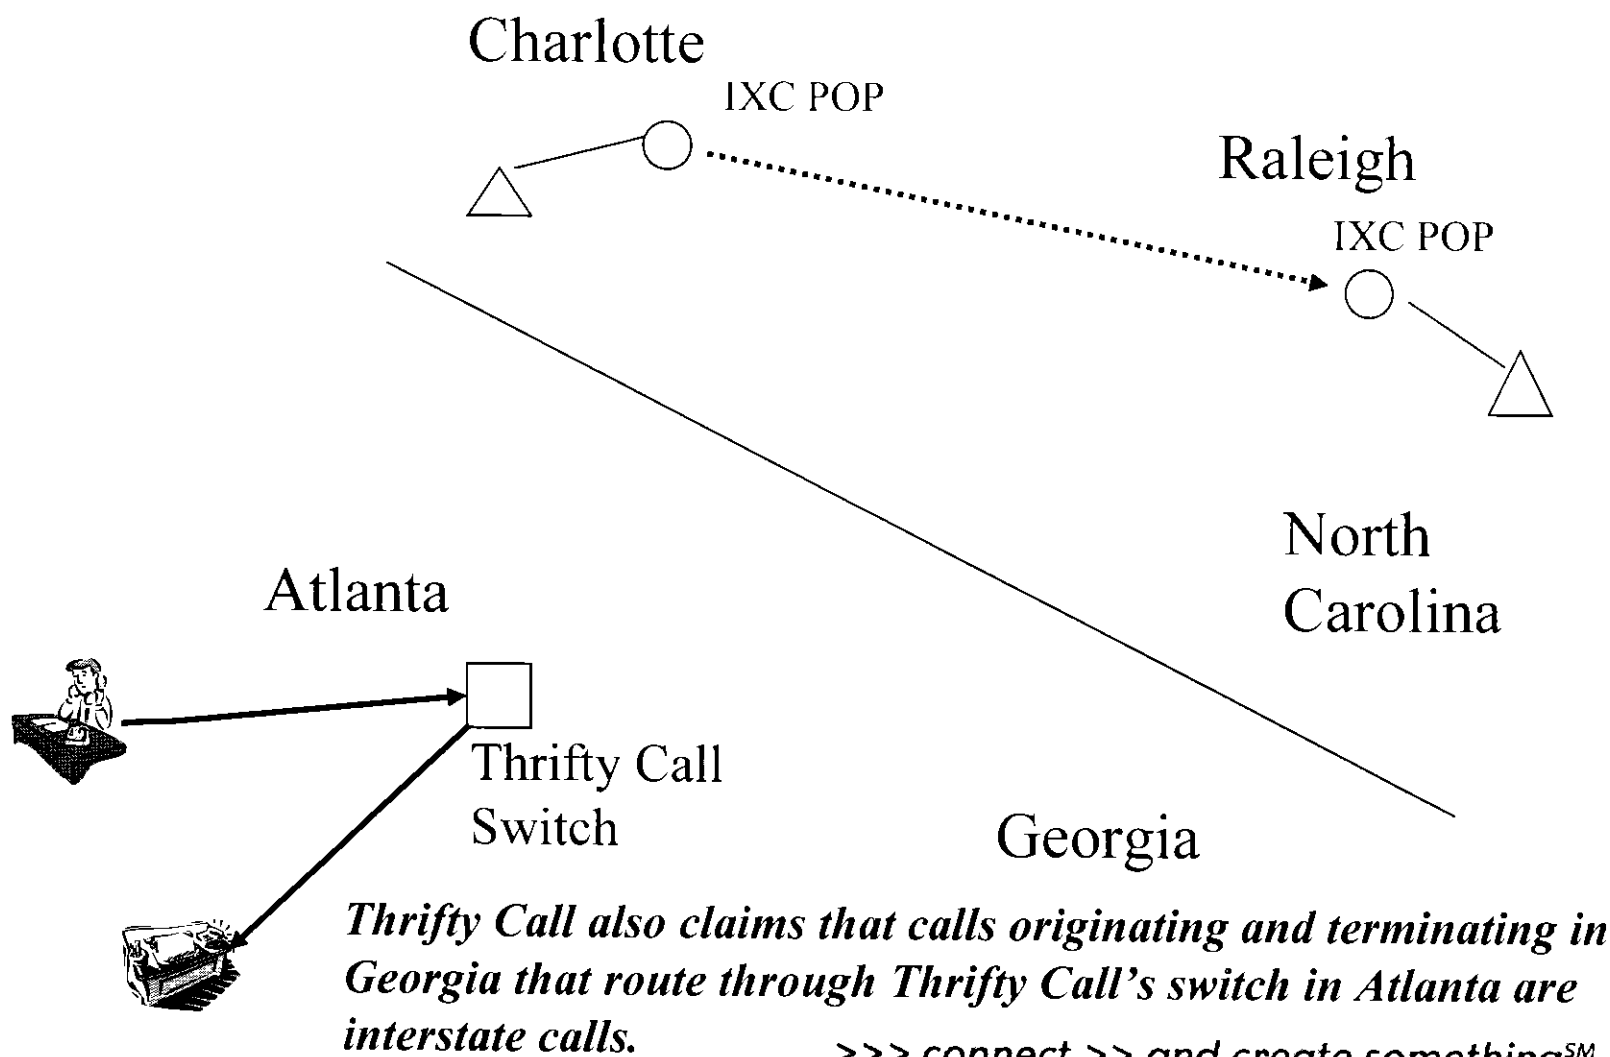 Charlotte
IXC POP
Raleigh
IXC POP
North
Carolina
Atlanta
Thrifty Call
Switch
Georgia
Thrifty Call also claims that calls originating and terminating in
Georgia that route through Thrifty Call's switch in Atlanta are
interstate calls.
>>> connect >> and create something SM